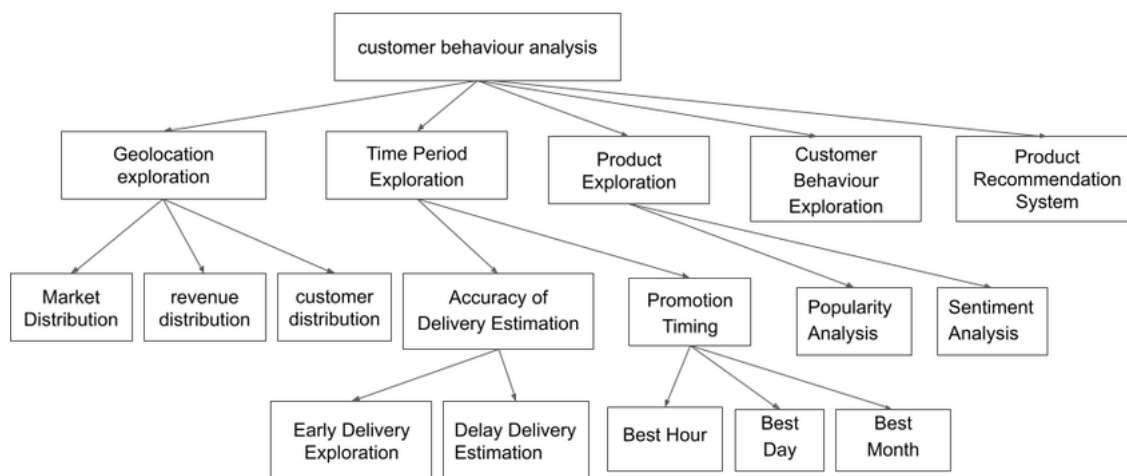 customer behaviour analysis
Geolocation
exploration
Time Period
Exploration
Product
Exploration
Customer
Behaviour
Exploration
Product
Recommendation
System
Market
Distribution
revenue
distribution
customer
distribution
Accuracy of
Delivery Estimation
Promotion
Timing
Popularity
Analysis
Sentiment
Analysis
Early Delivery
Exploration
Delay Delivery
Estimation
Best Hour
Best
Day
Best
Month